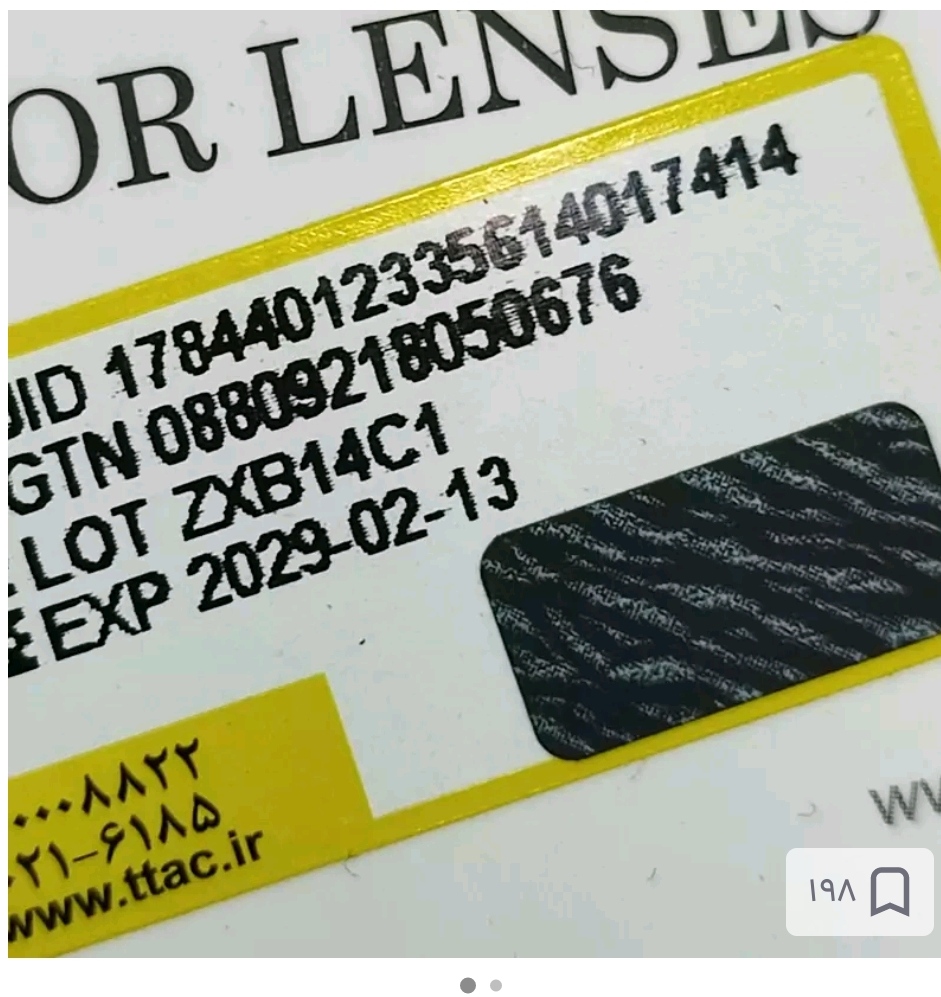 OR LENSES
UID 17844012335614017414
GTN 08809218050676
LOT ZXB14C1
EXP 2029-02-13
۰۰۰۸۸۲۲
۰۲۱-۶۱۸۵
www.ttac.ir
ww
۱۹۸